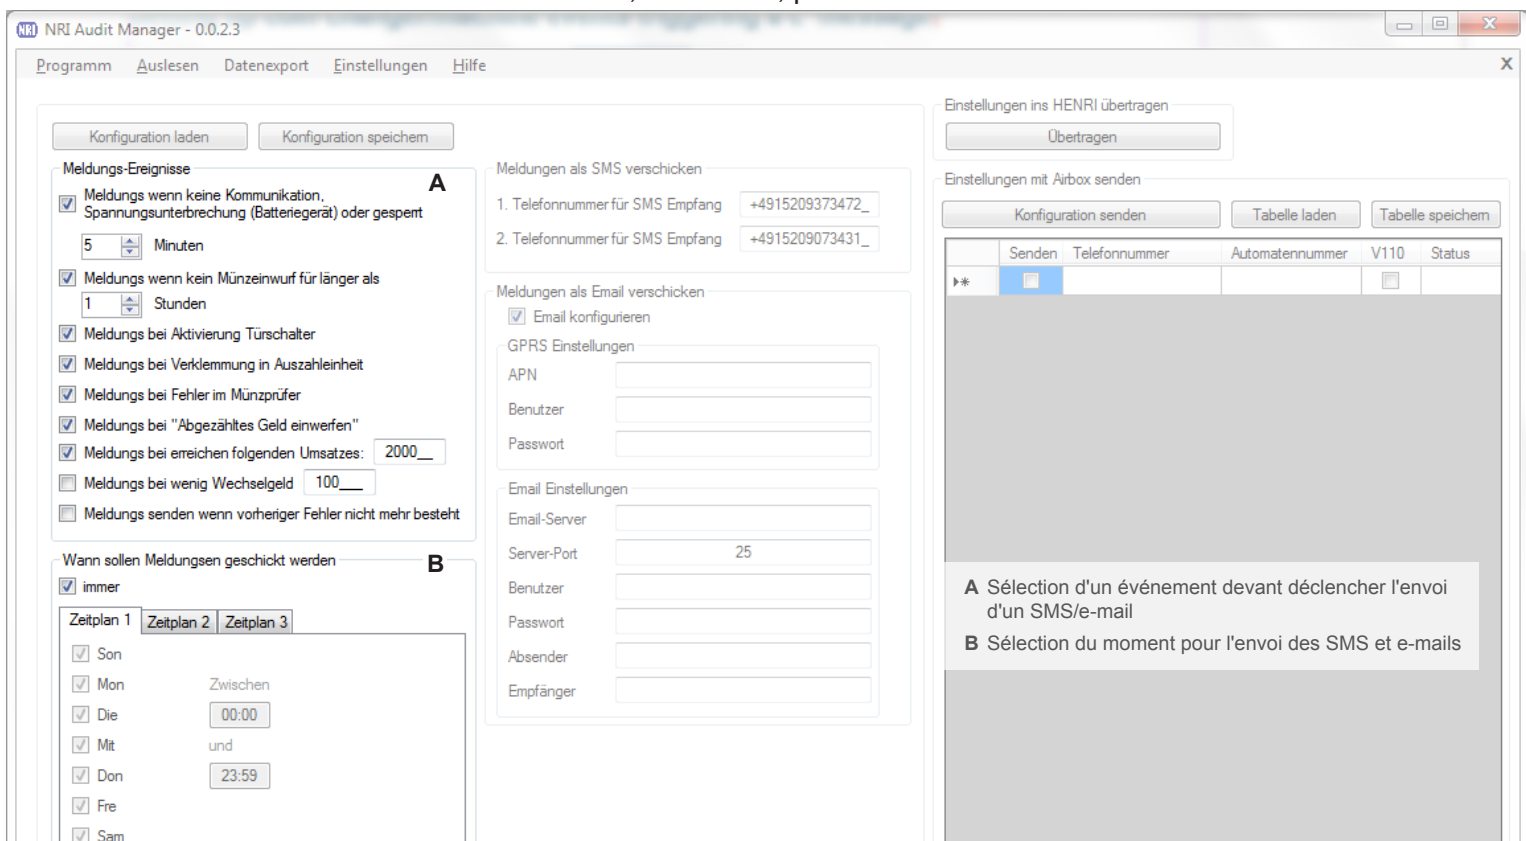 NRI Audit Manager - 0.0.2.3
Programm Auslesen Datenexport Einstellungen Hilfe X
Konfiguration laden Konfiguration speichern
Meldungs-Ereignisse A
Meldungs wenn keine Kommunikation,
Spannungsunterbrechung (Batteriegerät) oder gesperrt
5 Minuten
Meldungs wenn kein Münzeinwurf für länger als
1 Stunden
Meldungs bei Aktivierung Türschalter
Meldungs bei Verklemmung in Auszahleinheit
Meldungs bei Fehler im Münzprüfer
Meldungs bei "Abgezähltes Geld einwerfen"
Meldungs bei erreichen folgenden Umsatzes: 2000__
Meldungs bei wenig Wechselgeld 100___
Meldungs senden wenn vorheriger Fehler nicht mehr besteht
Wann sollen Meldungsen geschickt werden B
immer
Zeitplan 1 Zeitplan 2 Zeitplan 3
Son
Mon Zwischen
Die 00:00
Mit und
Don 23:59
Fre
Sam
Meldungen als SMS verschicken
1. Telefonnummer für SMS Empfang +4915209373472_
2. Telefonnummer für SMS Empfang +4915209073431_
Meldungen als Email verschicken
Email konfigurieren
GPRS Einstellungen
APN
Benutzer
Passwort
Email Einstellungen
Email-Server
Server-Port 25
Benutzer
Passwort
Absender
Empfänger
Einstellungen ins HENRI übertragen
Übertragen
Einstellungen mit Airbox senden
Konfiguration senden Tabelle laden Tabelle speichern
Senden Telefonnummer Automatennummer V110 Status
A Sélection d'un événement devant déclencher l'envoi
d'un SMS/e-mail
B Sélection du moment pour l'envoi des SMS et e-mails